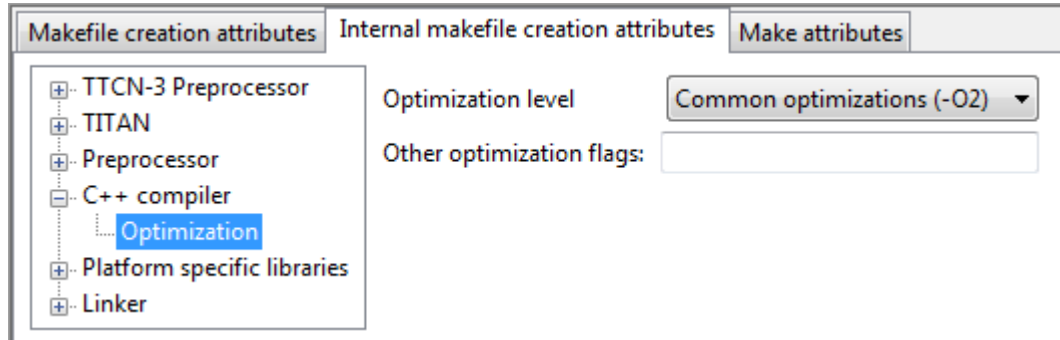 Makefile creation attributes Internal makefile creation attributes Make attributes
TTCN-3 Preprocessor
TITAN
Preprocessor
C++ compiler
Optimization
Platform specific libraries
Linker
Optimization level Common optimizations (-O2)
Other optimization flags: